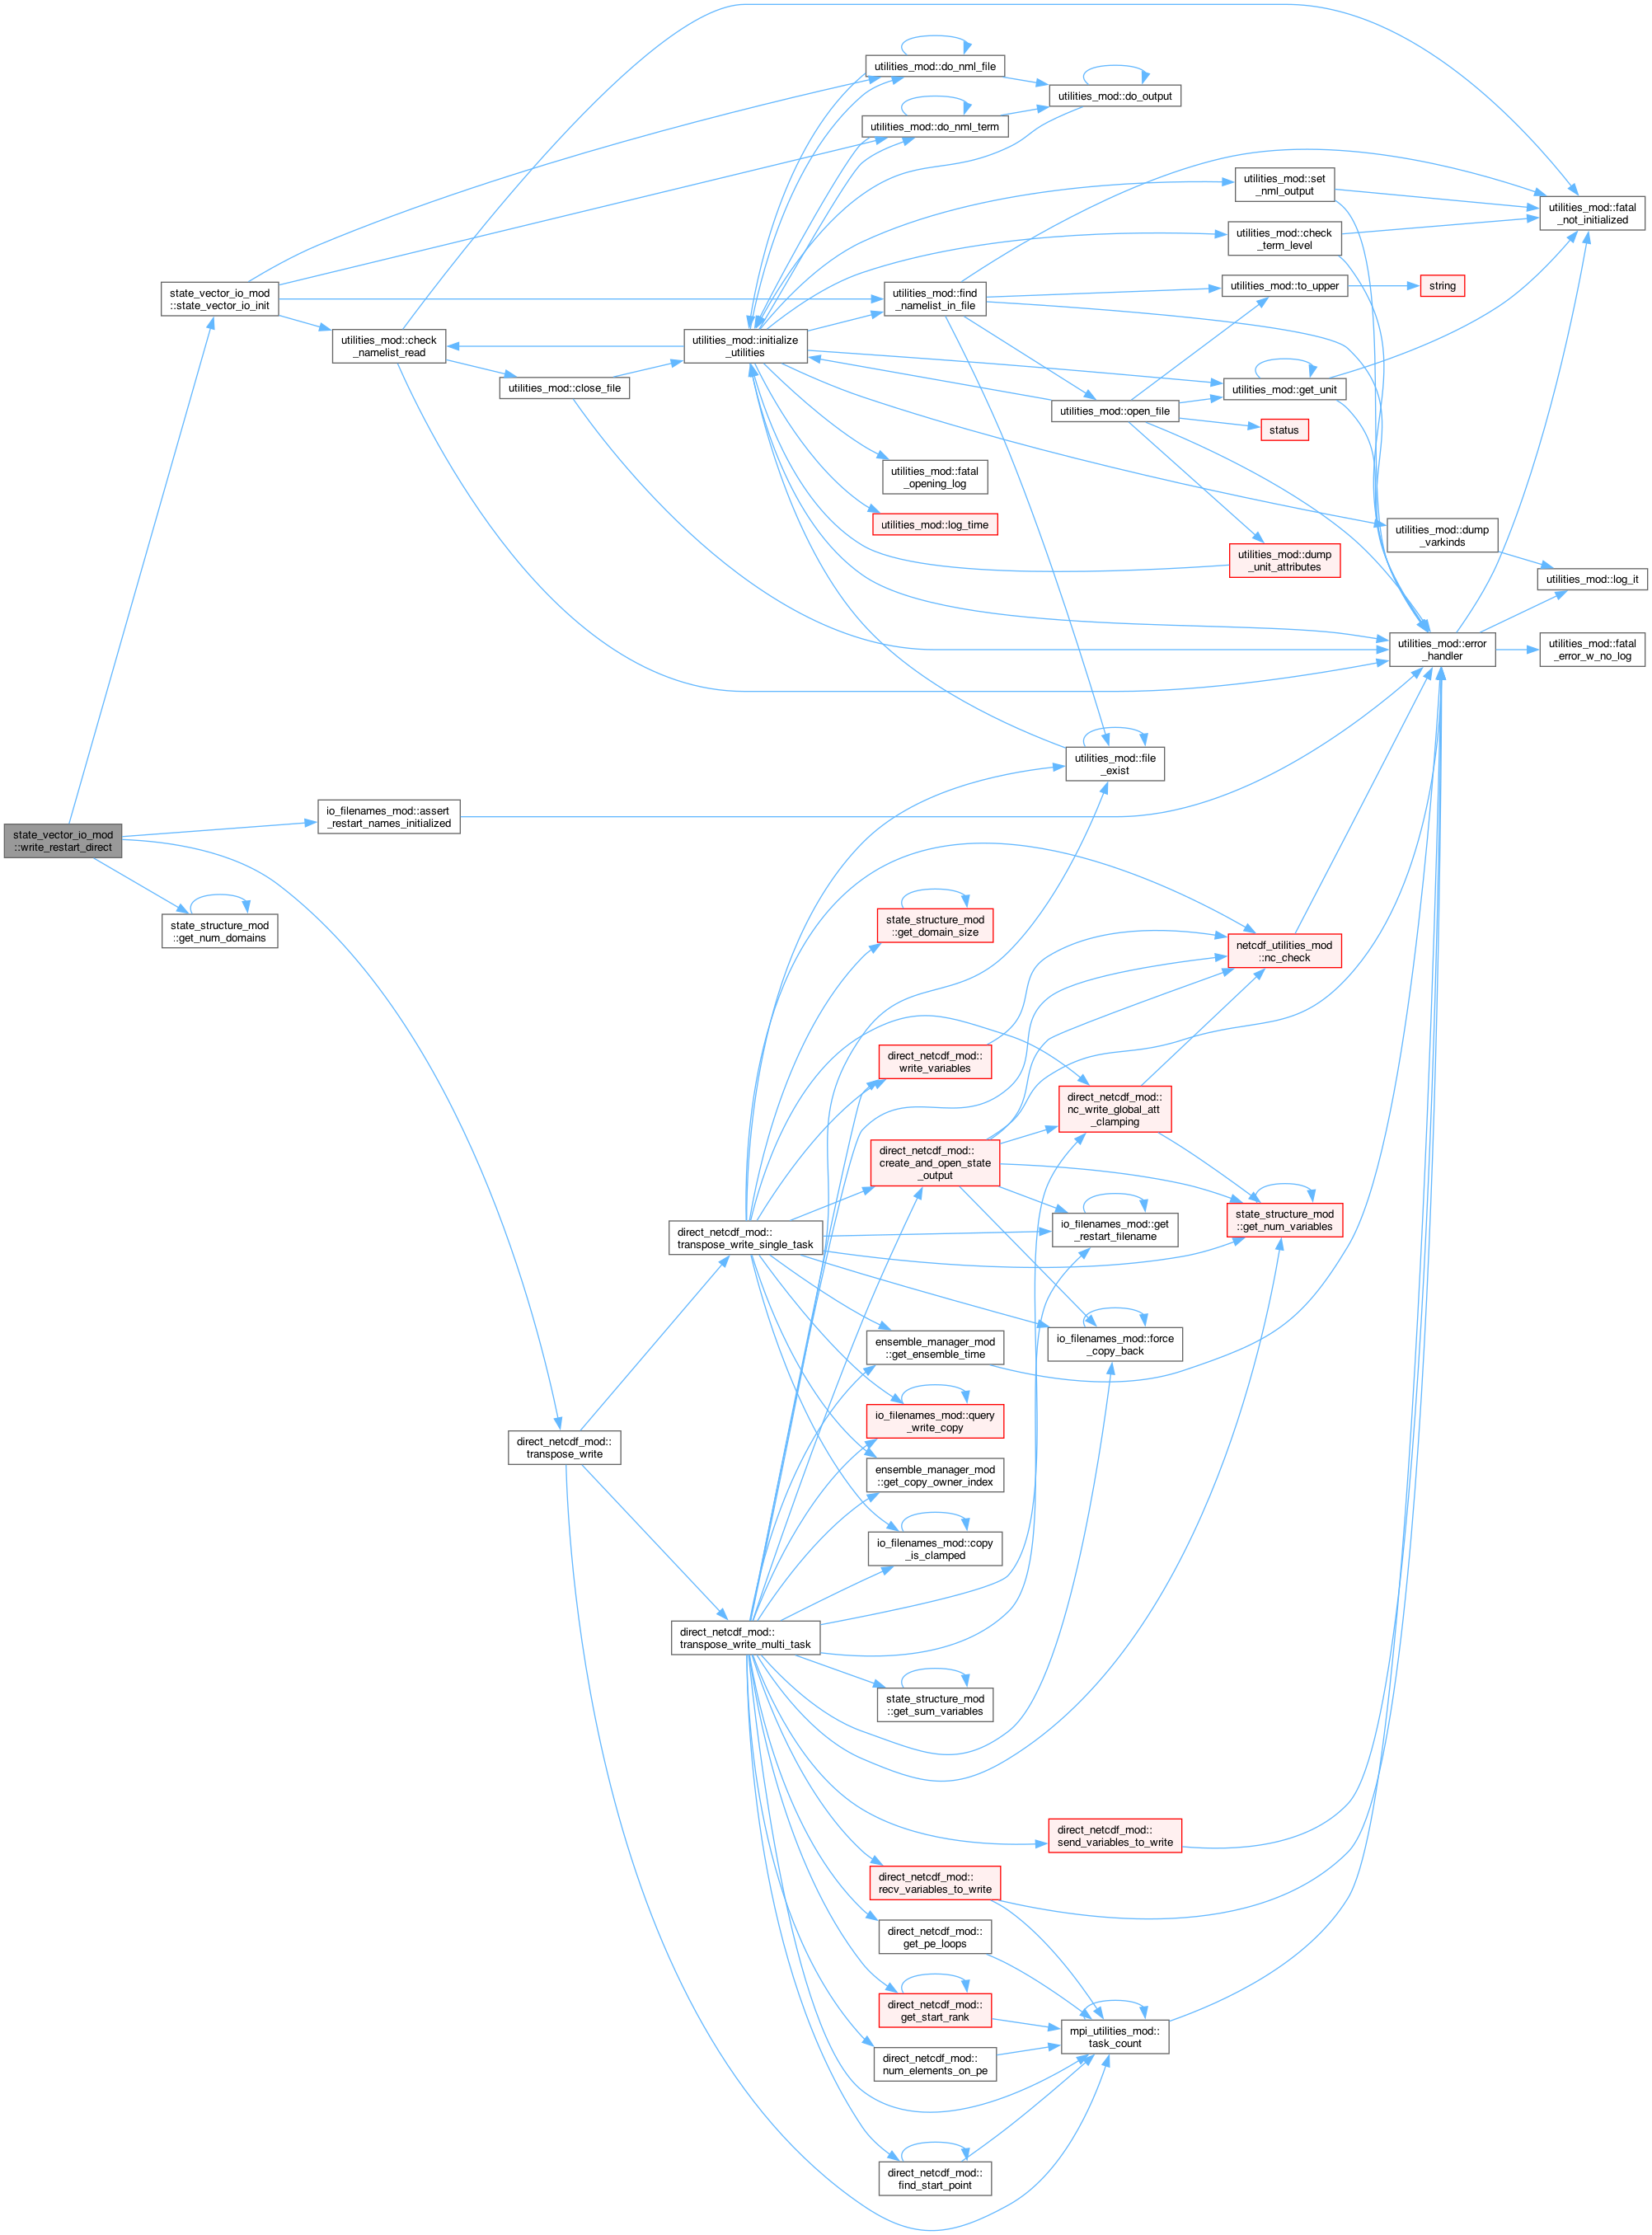 utilities_mod::do_nml_file
utilities_mod::do_output
utilities_mod::do_nml_term
utilities_mod::set
_nml_output
utilities_mod::fatal
_not_initialized
utilities_mod::check
_term_level
state_vector_io_mod
::state_vector_io_init
utilities_mod::find
_namelist_in_file
utilities_mod::to_upper
string
utilities_mod::check
_namelist_read
utilities_mod::initialize
_utilities
utilities_mod::close_file
utilities_mod::get_unit
utilities_mod::open_file
status
utilities_mod::fatal
_opening_log
utilities_mod::log_time
utilities_mod::dump
_varkinds
utilities_mod::dump
_unit_attributes
utilities_mod::log_it
utilities_mod::error
_handler
utilities_mod::fatal
_error_w_no_log
utilities_mod::file
_exist
io_filenames_mod::assert
_restart_names_initialized
state_vector_io_mod
::write_restart_direct
state_structure_mod
::get_num_domains
state_structure_mod
::get_domain_size
netcdf_utilities_mod
::nc_check
direct_netcdf_mod::
write_variables
direct_netcdf_mod::
nc_write_global_att
_clamping
direct_netcdf_mod::
create_and_open_state
_output
state_structure_mod
::get_num_variables
io_filenames_mod::get
_restart_filename
direct_netcdf_mod::
transpose_write_single_task
ensemble_manager_mod
::get_ensemble_time
io_filenames_mod::force
_copy_back
io_filenames_mod::query
_write_copy
direct_netcdf_mod::
transpose_write
ensemble_manager_mod
::get_copy_owner_index
io_filenames_mod::copy
_is_clamped
direct_netcdf_mod::
transpose_write_multi_task
state_structure_mod
::get_sum_variables
direct_netcdf_mod::
send_variables_to_write
direct_netcdf_mod::
recv_variables_to_write
direct_netcdf_mod::
get_pe_loops
direct_netcdf_mod::
get_start_rank
mpi_utilities_mod::
task_count
direct_netcdf_mod::
num_elements_on_pe
direct_netcdf_mod::
find_start_point